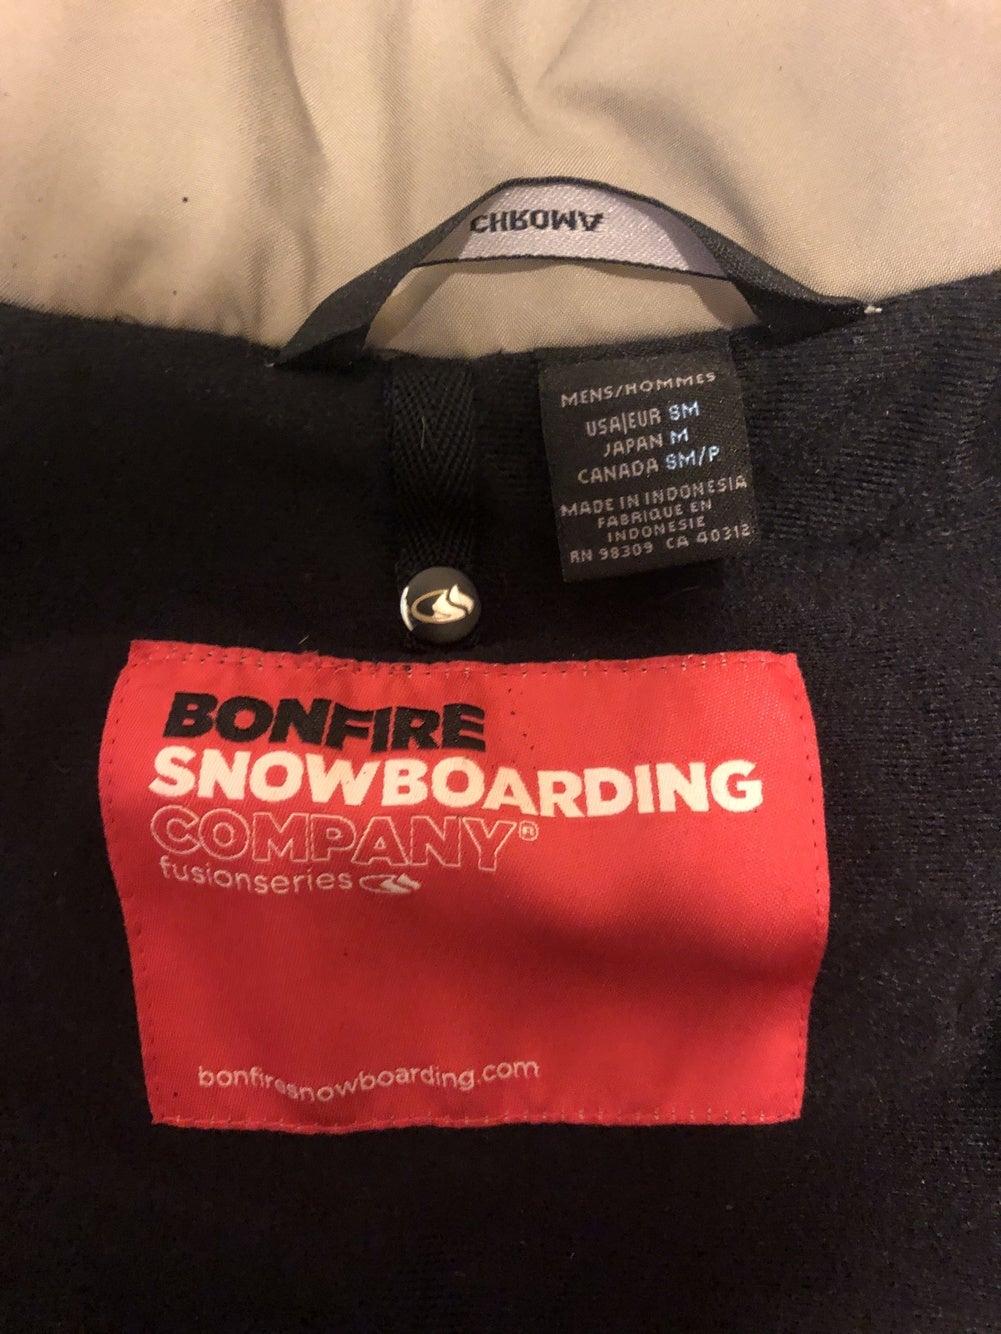 CHROMA
MENS/HOMMES
USA|EUR SM
JAPAN M
CANADA SM/P
MADE IN INDONESIA
FABRIQUE EN
INDONESIE
RN 98309 CA 40312
BONFIRE
SNOWBOARDING
COMPANY®
fusionseries
bonfiresnowboarding.com